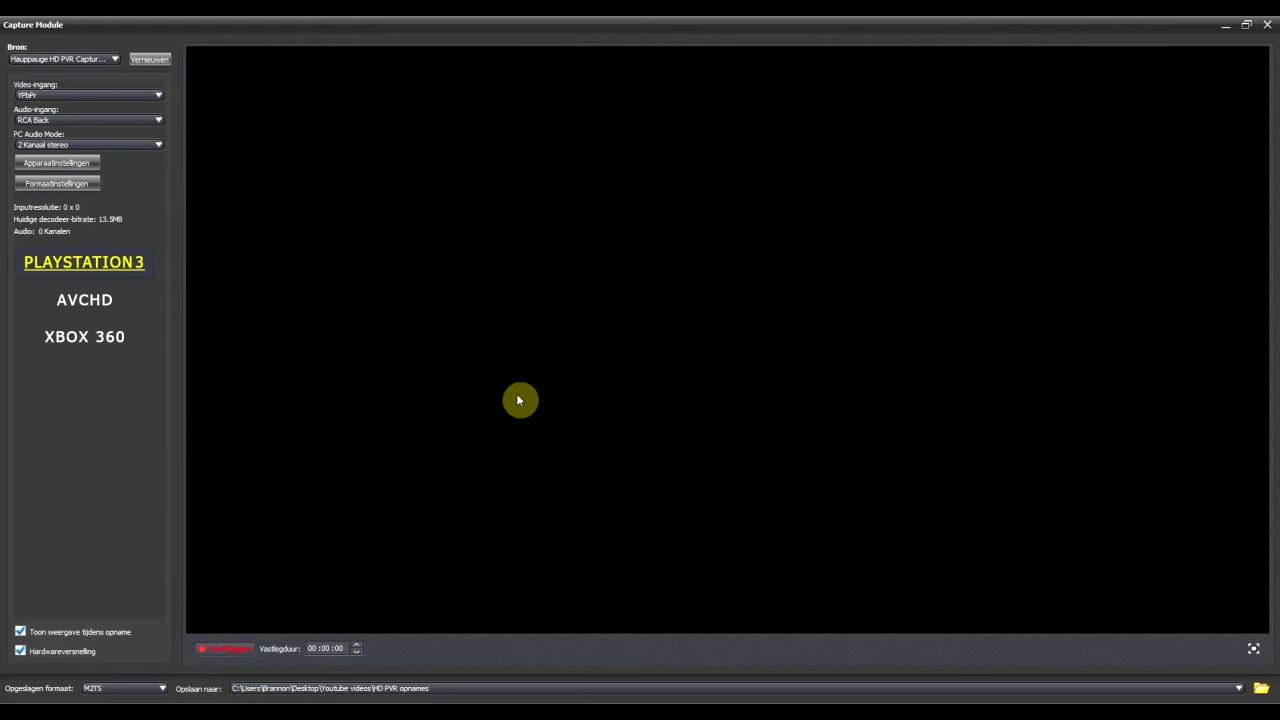 Capture Module
Bron:
Hauppauge HD PVR Captur...
Vernieuwen
Video-ingang:
YPbPr
Audio-ingang:
RCA Back
PC Audio Mode:
2 Kanaal stereo
Apparaatinstellingen
Formaatinstellingen
Inputresolutie: 0 x 0
Huidige decodeer-bitrate: 13.5MB
Audio: 0 Kanalen
PLAYSTATION3
AVCHD
XBOX 360
Toon weergave tijdens opname
Hardwareversnelling
Vastlegduur: 00 :00 :00
Opgeslagen formaat: M2TS
Opslaan naar: C:\Users\Brannon\Desktop\Youtube videos\HD PVR opnames